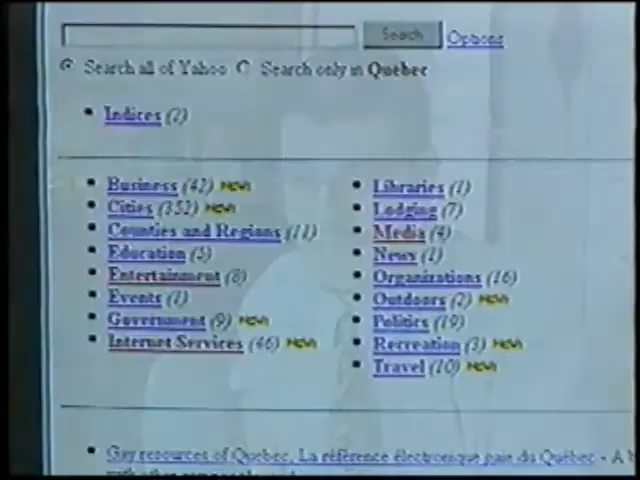 Search Options
Search all of Yahoo Search only in Québec
Indices (2)
Business (42) New
Cities (352) New
Counties and Regions (11)
Education (5)
Entertainment (8)
Events (1)
Government (9) New
Internet Services (66) New
Libraries (1)
Lodging (7)
Media (4)
News (1)
Organizations (16)
Outdoors (2) New
Politics (19)
Recreation (3) New
Travel (10) New
Gay resources of Québec, La référence électronique gaie du Québec - A